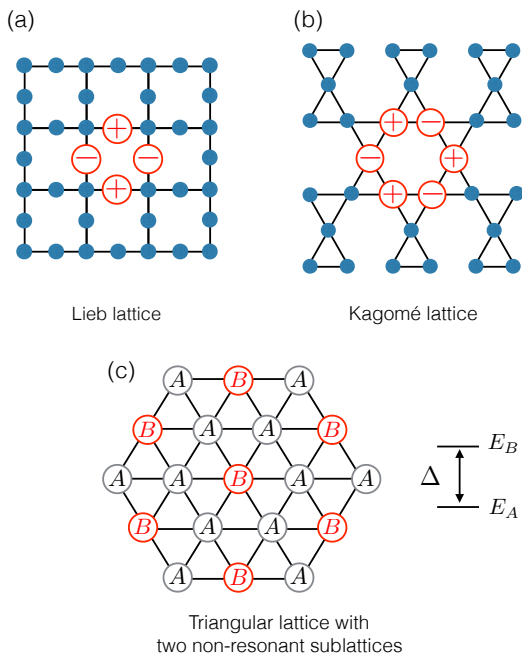 (a)
(b)
+
− −
+
+ −
− +
+ −
Lieb lattice
Kagomé lattice
(c)
A B A
B A A B
A A B A A
B A A B
A B A
E_B
Δ
E_A
Triangular lattice with
two non-resonant sublattices